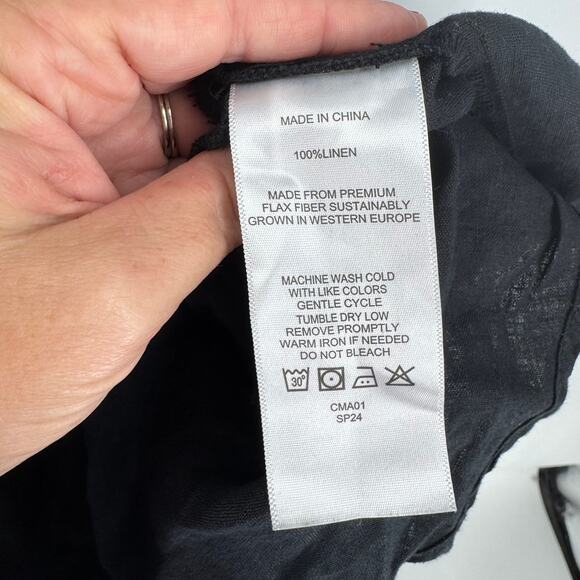 MADE IN CHINA
100%LINEN
MADE FROM PREMIUM
FLAX FIBER SUSTAINABLY
GROWN IN WESTERN EUROPE
MACHINE WASH COLD
WITH LIKE COLORS
GENTLE CYCLE
TUMBLE DRY LOW
REMOVE PROMPTLY
WARM IRON IF NEEDED
DO NOT BLEACH
30°
CMA01
SP24